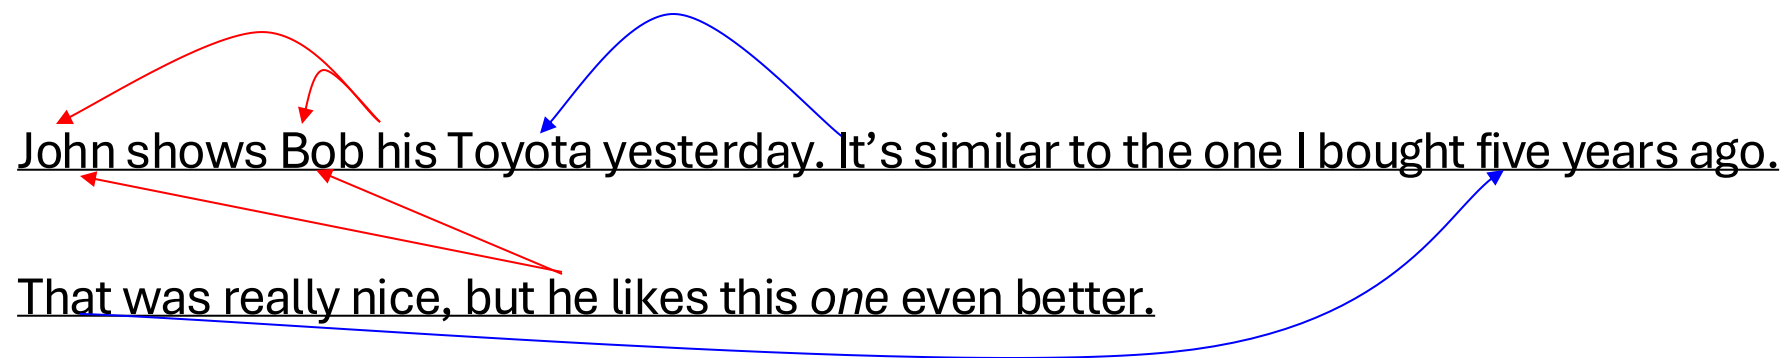 John shows Bob his Toyota yesterday. It’s similar to the one I bought five years ago.
That was really nice, but he likes this one even better.